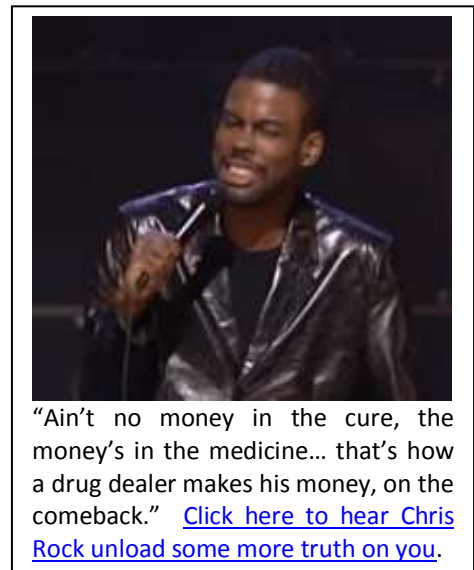 “Ain’t no money in the cure, the
money’s in the medicine… that’s how
a drug dealer makes his money, on the
comeback.” Click here to hear Chris
Rock unload some more truth on you.